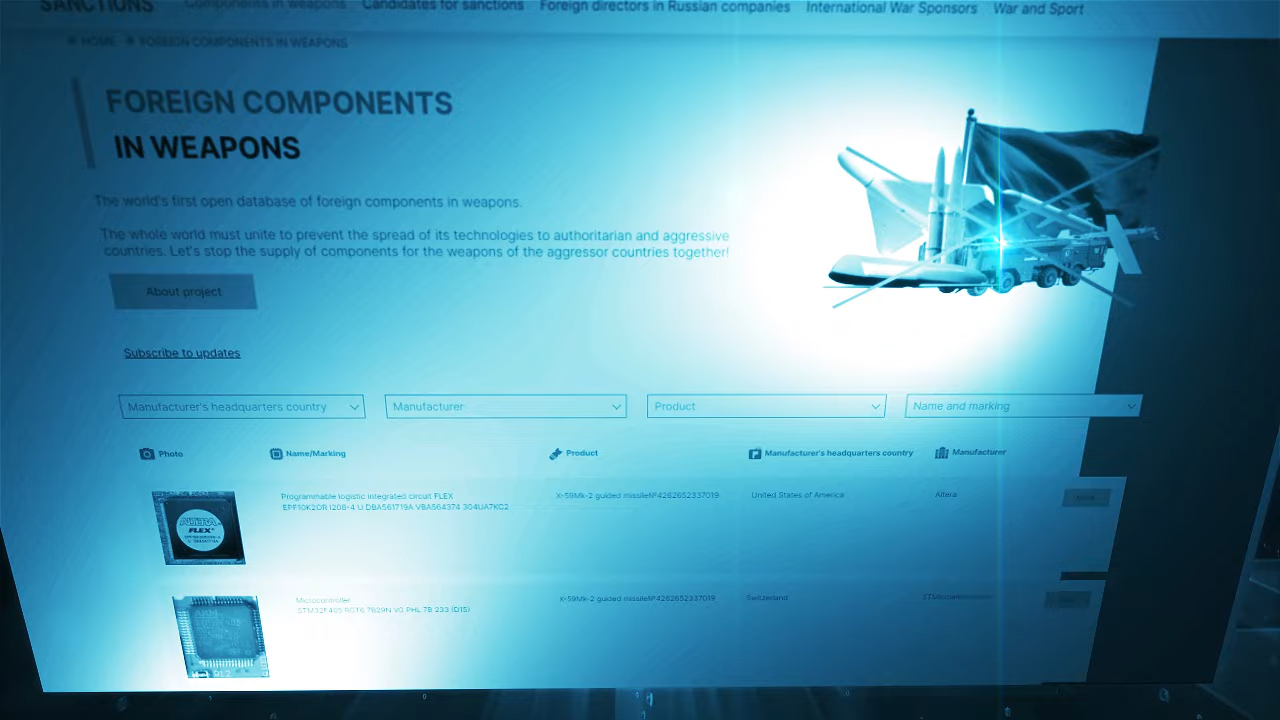 SANCTIONS
Components in weapons
Candidates for sanctions
Foreign directors in Russian companies
International War Sponsors
War and Sport
HOME
FOREIGN COMPONENTS IN WEAPONS
FOREIGN COMPONENTS
IN WEAPONS
The world's first open database of foreign components in weapons.
The whole world must unite to prevent the spread of its technologies to authoritarian and aggressive
countries. Let's stop the supply of components for the weapons of the aggressor countries together!
About project
Subscribe to updates
Manufacturer's headquarters country
Manufacturer
Product
Name and marking
Photo
Name/Marking
Product
Manufacturer's headquarters country
Manufacturer
ALTERA
FLEX
Programmable logistic integrated circuit FLEX
EPF10K20R I208-4 U DBA561719A VBA564374 304UATKC2
X-59Mk-2 guided missile№4262652337019
United States of America
Altera
Microcontroller
STM32F405 RGT6 7B29N VG PHL 7B 233 (D15)
X-59Mk-2 guided missile№4262652337019
Switzerland